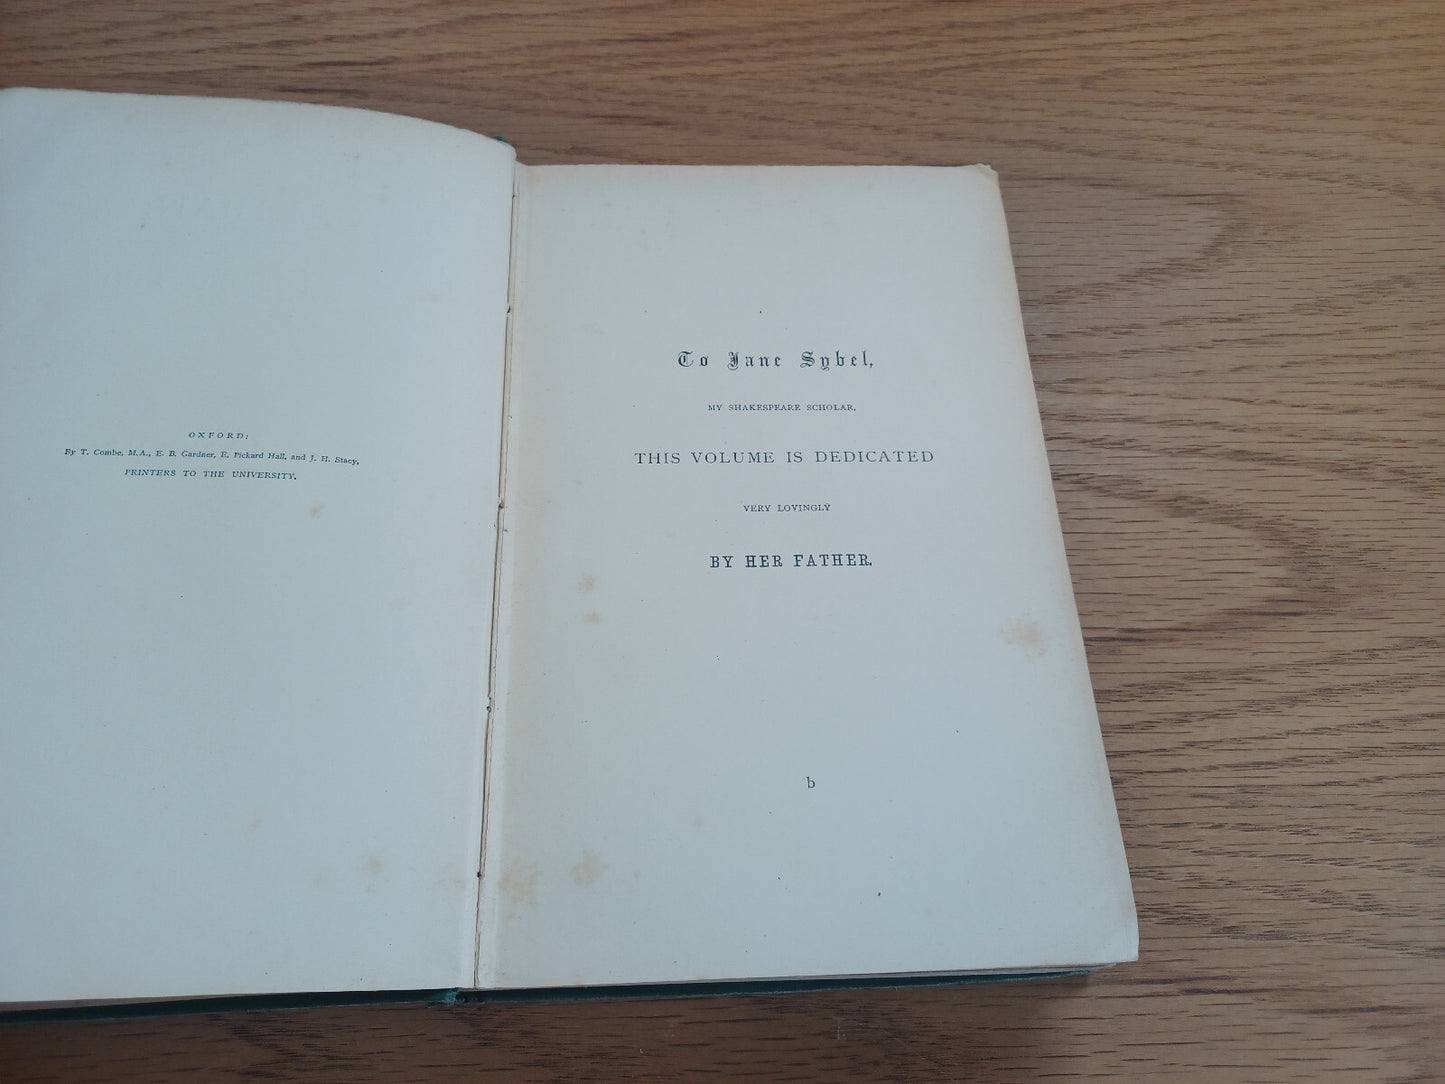 OXFORD:
By T. Combe, M.A., E. B. Gardner, E. Pickard Hall, and J. H. Stacy,
PRINTERS TO THE UNIVERSITY.
To Jane Sybel,
MY SHAKESPEARE SCHOLAR,
THIS VOLUME IS DEDICATED
VERY LOVINGLY
BY HER FATHER.
b